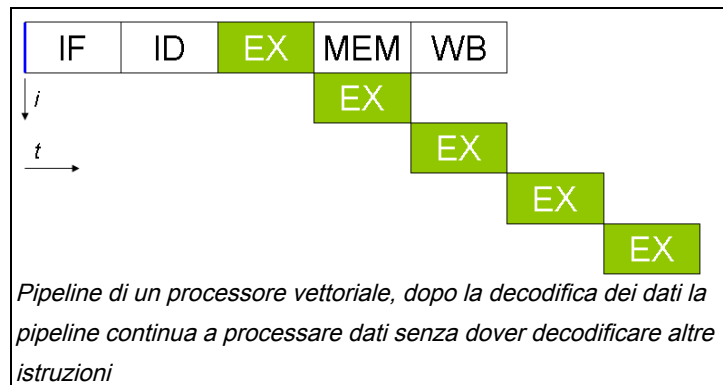 IF ID EX MEM WB
i
EX
t
EX
EX
EX
Pipeline di un processore vettoriale, dopo la decodifica dei dati la
pipeline continua a processare dati senza dover decodificare altre
istruzioni